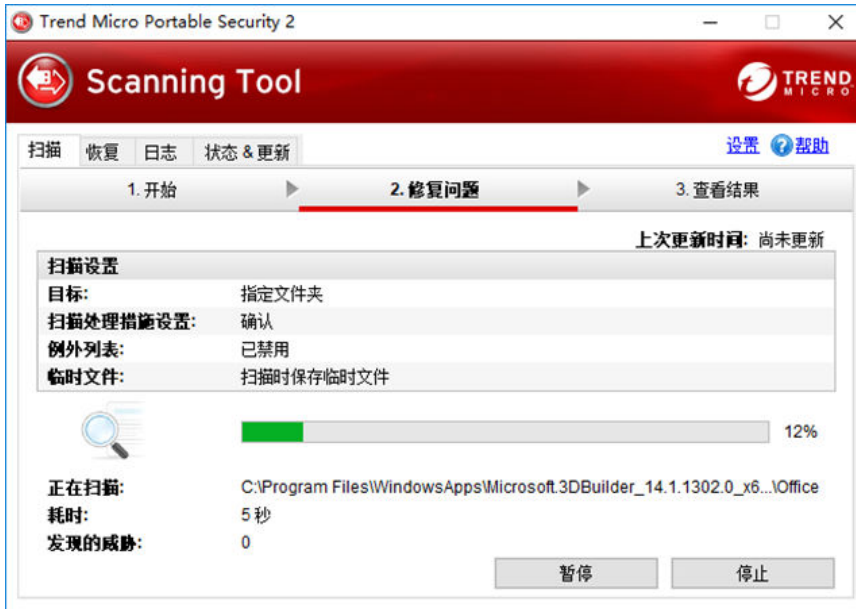 Trend Micro Portable Security 2
Scanning Tool
TREND
MICRO
扫描 恢复 日志 状态 & 更新 设置 ? 帮助
1. 开始 2. 修复问题 3. 查看结果
上次更新时间: 尚未更新
扫描设置
目标: 指定文件夹
扫描处理措施设置: 确认
例外列表: 已禁用
临时文件: 扫描时保存临时文件
12%
正在扫描: C:\Program Files\WindowsApps\Microsoft.3DBuilder_14.1.1302.0_x6...\Office
耗时: 5 秒
发现的威胁: 0
暂停 停止